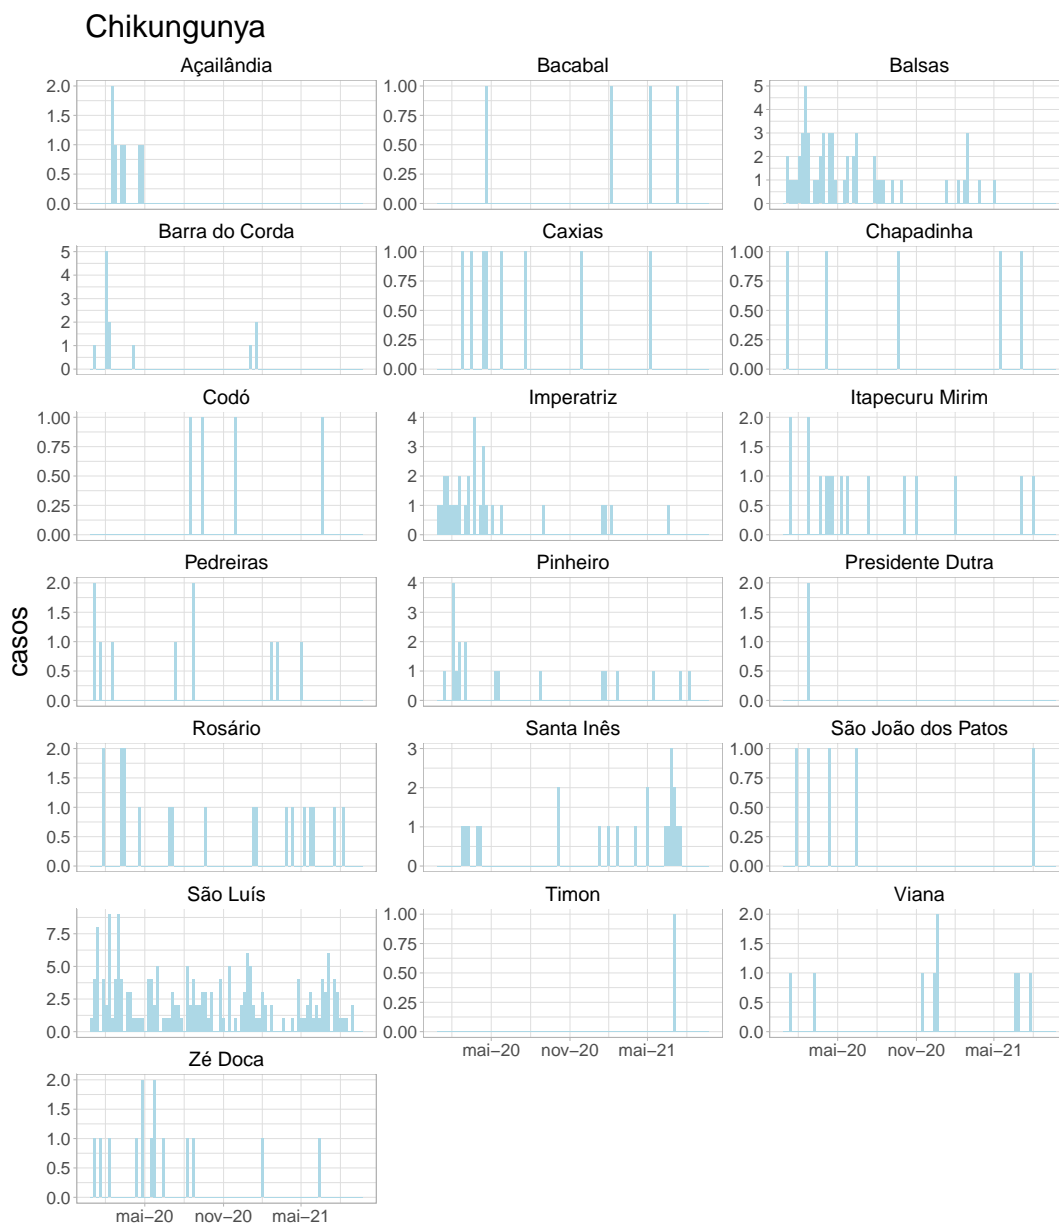 Chikungunya
Açailândia Bacabal Balsas
2.0 1.00 5
1.5 0.75 4
1.0 0.50 3
0.5 0.25 2
0.0 0.00 1
0
Barra do Corda Caxias Chapadinha
5 1.00 1.00
4 0.75 0.75
3 0.50 0.50
2 0.25 0.25
1 0.00 0.00
0
Codó Imperatriz Itapecuru Mirim
1.00 4 2.0
0.75 3 1.5
0.50 2 1.0
0.25 1 0.5
0.00 0 0.0
Pedreiras Pinheiro Presidente Dutra
2.0 4 2.0
1.5 3 1.5
1.0 2 1.0
0.5 1 0.5
0.0 0 0.0
casos
Rosário Santa Inês São João dos Patos
2.0 3 1.00
1.5 2 0.75
1.0 1 0.50
0.5 0 0.25
0.0 0.00
São Luís Timon Viana
7.5 1.00 2.0
5.0 0.75 1.5
2.5 0.50 1.0
0.0 0.25 0.5
0.00 0.0
mai–20 nov–20 mai–21 mai–20 nov–20 mai–21
Zé Doca
2.0
1.5
1.0
0.5
0.0
mai–20 nov–20 mai–21